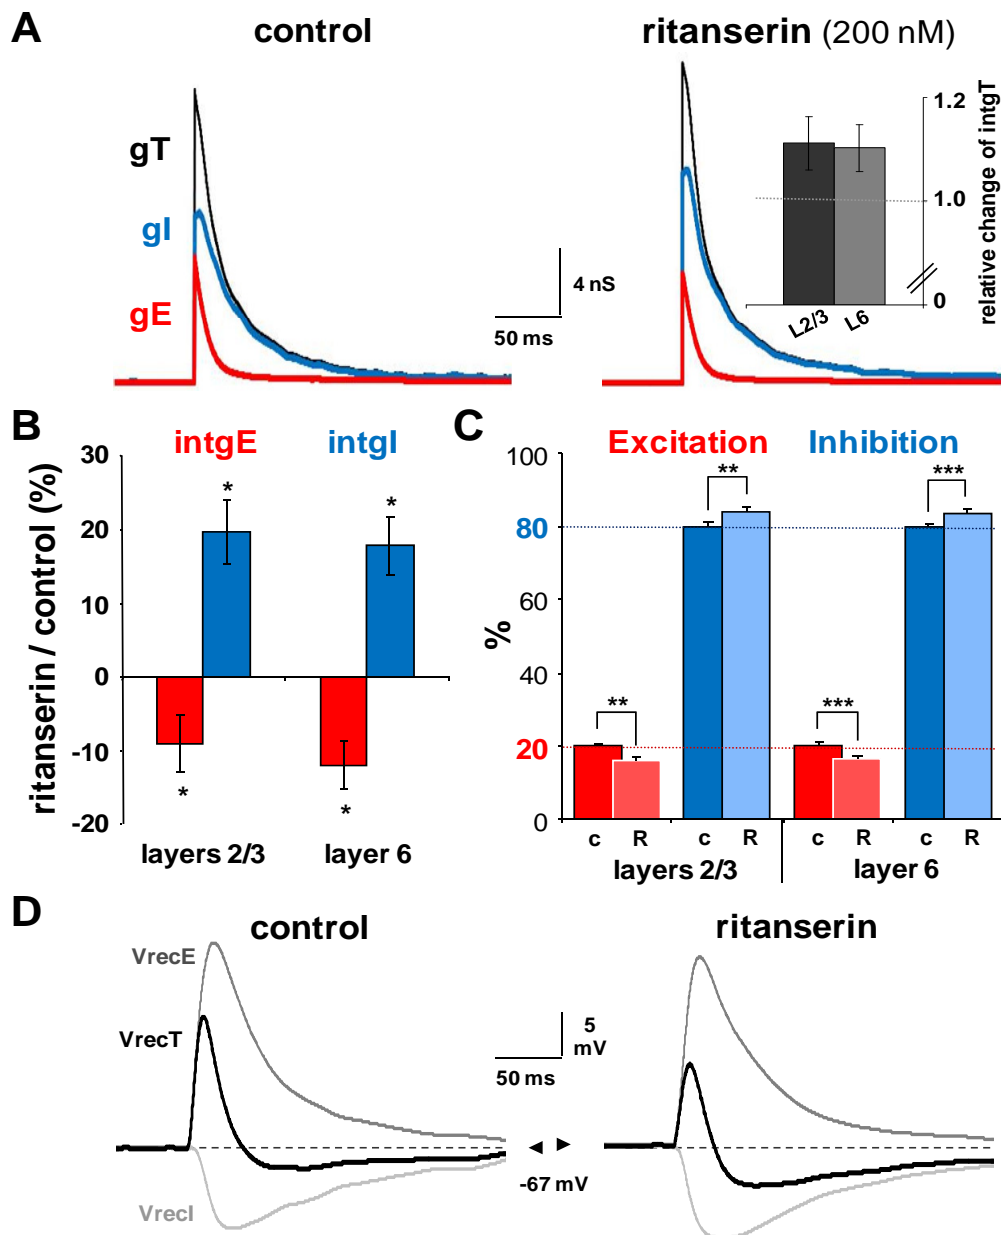 A
control
ritanserin (200 nM)
gT
gI
gE
4 nS
50 ms
1.2
1.0
0
relative change of intgT
L2/3
L6
B
intgE
intgI
ritanserin / control (%)
30
20
10
0
-10
-20
*
*
*
*
layers 2/3
layer 6
C
Excitation
Inhibition
%
100
80
60
40
20
0
**
**
***
***
c
R
c
R
c
R
c
R
layers 2/3
layer 6
D
control
ritanserin
VrecE
VrecT
VrecI
5
mV
50 ms
-67 mV